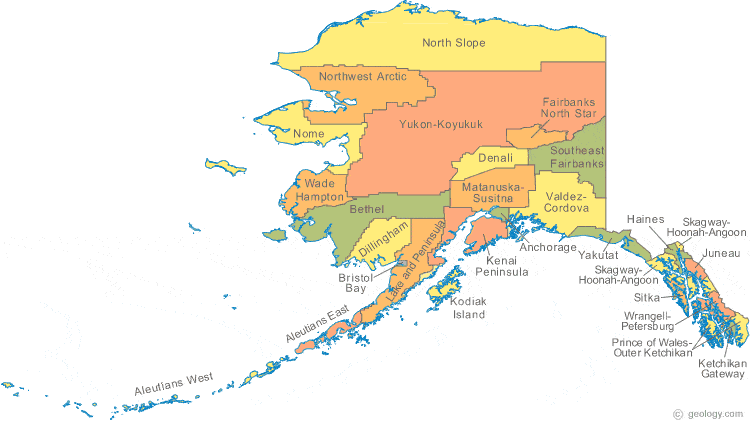 North Slope
Northwest Arctic
Fairbanks
North Star
Yukon-Koyukuk
Nome
Southeast
Fairbanks
Denali
Wade
Hampton
Matanuska-
Susitna
Valdez-
Cordova
Bethel
Dillingham
Lake and Peninsula
Bristol
Bay
Anchorage
Kenai
Peninsula
Kodiak
Island
Aleutians East
Aleutlans West
Yakutat
Haines
Skagway-
Hoonah-Angoon
Juneau
Skagway-
Hoonah-Angoon
Sitka
Wrangell-
Petersburg
Prince of Wales-
Outer Ketchikan
Ketchikan
Gateway
© geology.com